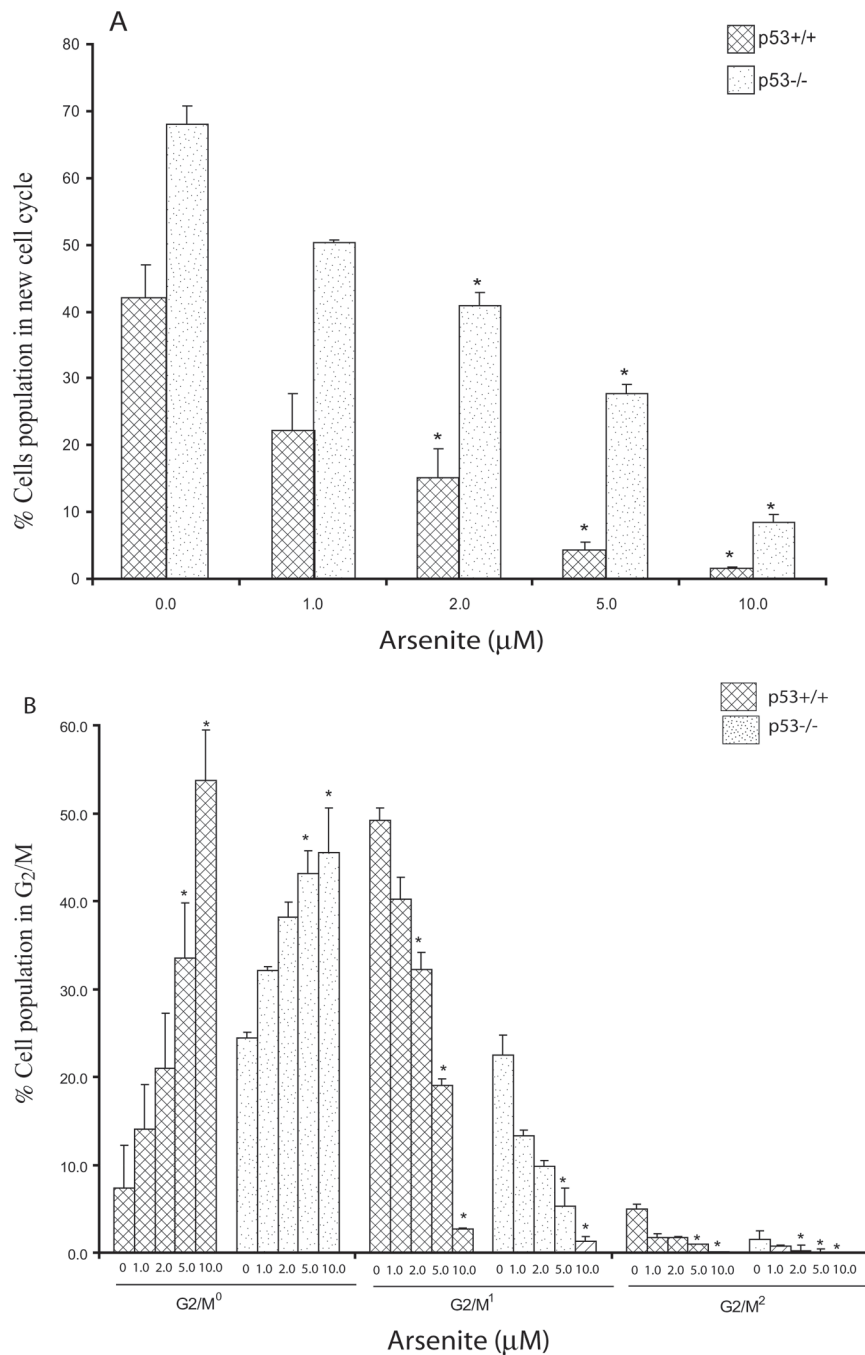 A
p53+/+
p53-/-
80
70
60
50
40
30
20
10
0
% Cells population in new cell cycle
* * * * * *
0.0 1.0 2.0 5.0 10.0
Arsenite (μM)
B
p53+/+
p53-/-
60.0
50.0
40.0
30.0
20.0
10.0
0.0
% Cell population in G₂/M
* * * * * * * * * * * * * *
0 1.0 2.0 5.0 10.0 0 1.0 2.0 5.0 10.0 0 1.0 2.0 5.0 10.0 0 1.0 2.0 5.0 10.0 0 1.0 2.0 5.0 10.0 0 1.0 2.0 5.0 10.0
G2/M⁰ G2/M¹ G2/M²
Arsenite (μM)